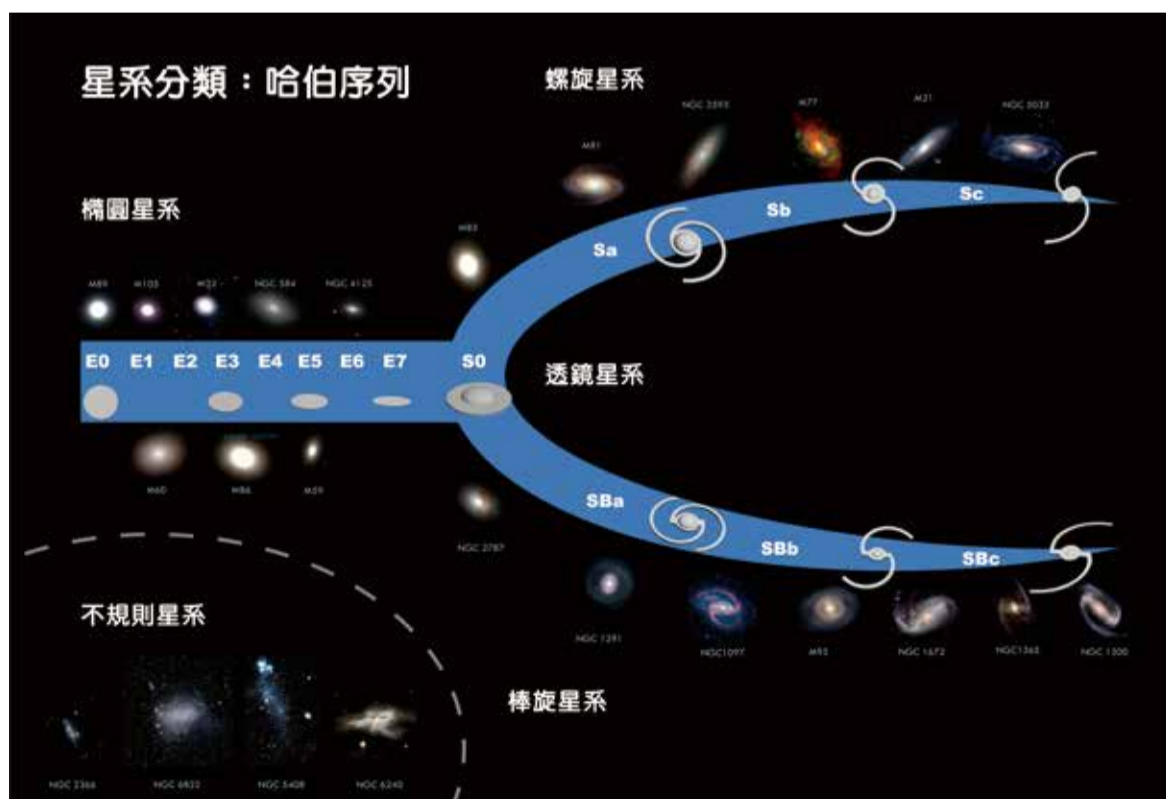 星系分類：哈伯序列
螺旋星系
M81
M77
M31
NGC 5033
橢圓星系
M89
M105
M32
NGC 584
NGC 4125
M85
Sa
Sb
Sc
E0 E1 E2 E3 E4 E5 E6 E7 S0
透鏡星系
M60
M86
M59
NGC 2787
SBa
SBb
SBc
NGC 1291
NGC1097
M95
NGC 1672
NGC1365
NGC 1300
不規則星系
棒旋星系
NGC 2366
NGC 6822
NGC 5408
NGC 6240